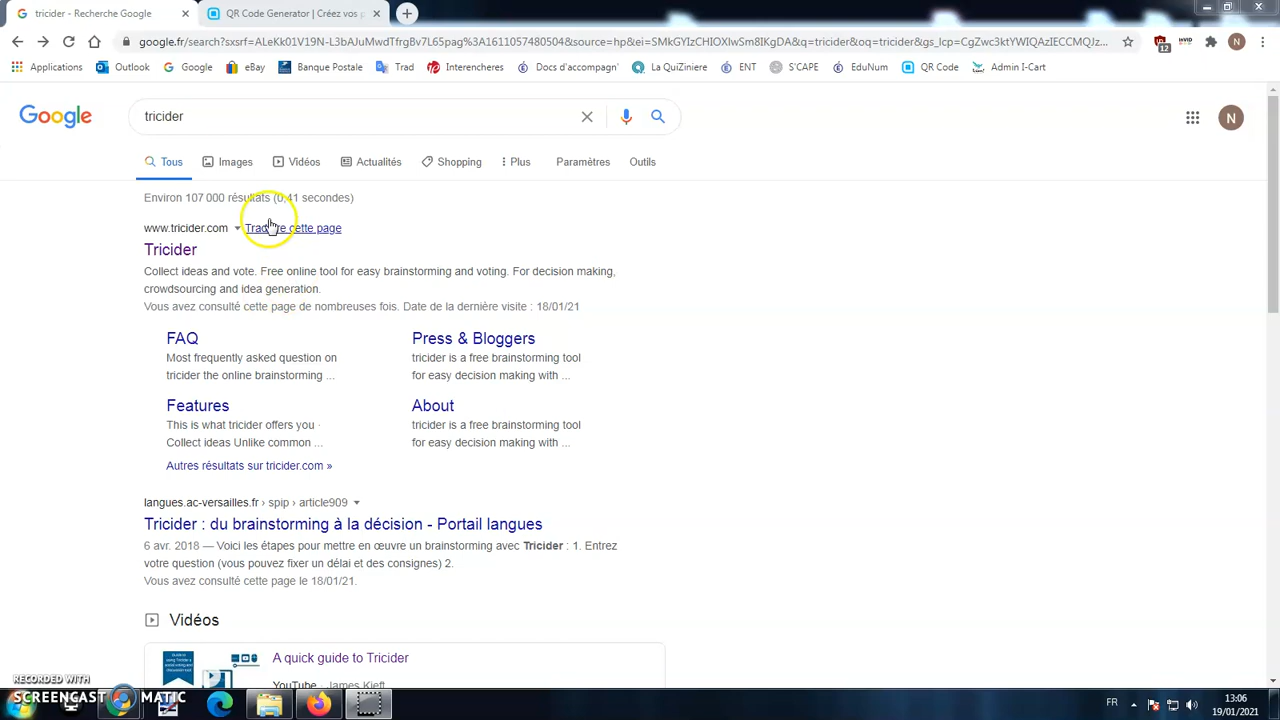 tricider - Recherche Google
QR Code Generator | Créez vos p
google.fr/search?sxsrf=ALeKk01V19N-L3bAJuMwdTfrgBv7L65pew%3A1611057480504&source=hp&ei=SMkGYIzCHIOXlwSm8IKgDA&q=tricider&oq=tricider&gs_lcp=CgZwc3ktYWIQAzIECCMQJz...
12
N
Applications
Outlook
Google
eBay
Banque Postale
Trad
Interencheres
Docs d'accompagn'
La QuiZiniere
ENT
S'CAPE
EduNum
QR Code
Admin I-Cart
Google
tricider
N
Tous
Images
Vidéos
Actualités
Shopping
Plus
Paramètres
Outils
Environ 107 000 résultats (0,41 secondes)
www.tricider.com
Traduire cette page
Tricider
Collect ideas and vote. Free online tool for easy brainstorming and voting. For decision making,
crowdsourcing and idea generation.
Vous avez consulté cette page de nombreuses fois. Date de la dernière visite : 18/01/21
FAQ
Most frequently asked question on
tricider the online brainstorming ...
Press & Bloggers
tricider is a free brainstorming tool
for easy decision making with ...
Features
This is what tricider offers you ·
Collect ideas Unlike common ...
About
tricider is a free brainstorming tool
for easy decision making with ...
Autres résultats sur tricider.com »
langues.ac-versailles.fr › spip › article909
Tricider : du brainstorming à la décision - Portail langues
6 avr. 2018 — Voici les étapes pour mettre en œuvre un brainstorming avec Tricider : 1. Entrez
votre question (vous pouvez fixer un délai et des consignes) 2.
Vous avez consulté cette page le 18/01/21.
Vidéos
A quick guide to Tricider
YouTube · James Kieft
RECORDED WITH
SCREENCAST MATIC
FR
13:06
19/01/2021